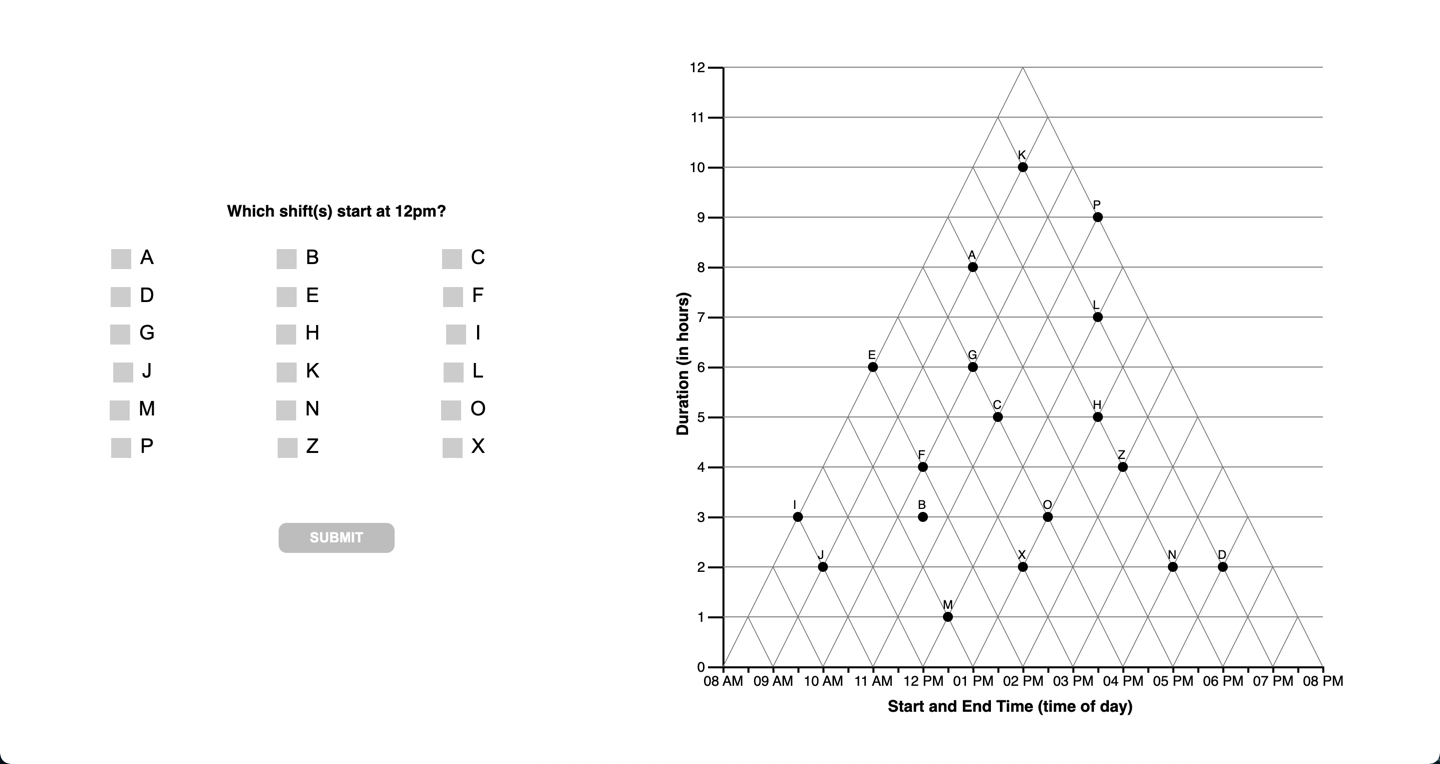 Which shift(s) start at 12pm?
A B C
D E F
G H I
J K L
M N O
P Z X
SUBMIT
12
11
10
9
8
7
6
5
4
3
2
1
0
Duration (in hours)
K
P
A
L
E G
C H
F Z
I B O
J X N D
M
08 AM 09 AM 10 AM 11 AM 12 PM 01 PM 02 PM 03 PM 04 PM 05 PM 06 PM 07 PM 08 PM
Start and End Time (time of day)